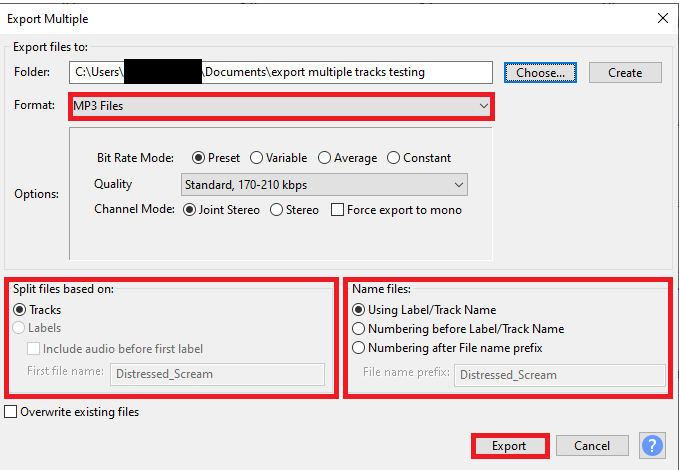 Export Multiple
Export files to:
Folder: C:\Users\ \Documents\export multiple tracks testing Choose... Create
Format: MP3 Files
Options:
Bit Rate Mode: Preset Variable Average Constant
Quality Standard, 170-210 kbps
Channel Mode: Joint Stereo Stereo Force export to mono
Split files based on:
Tracks
Labels
Include audio before first label
First file name: Distressed_Scream
Name files:
Using Label/Track Name
Numbering before Label/Track Name
Numbering after File name prefix
File name prefix: Distressed_Scream
Overwrite existing files
Export Cancel ?